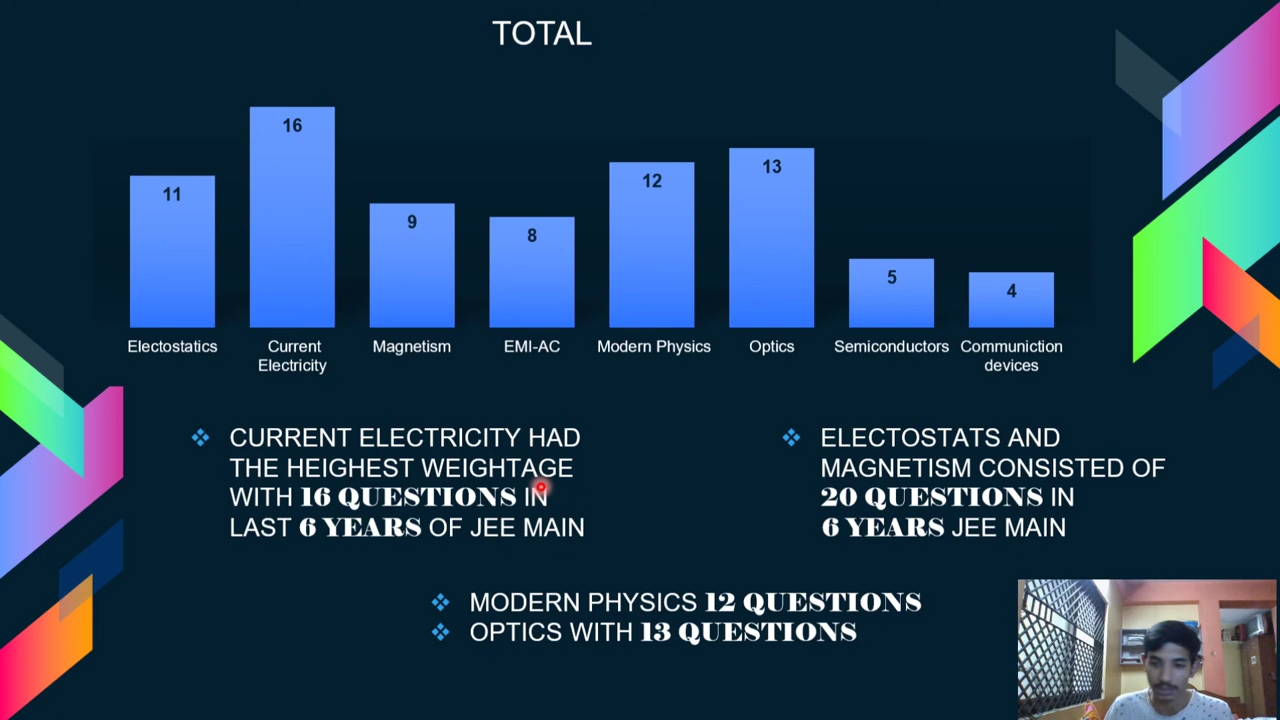 TOTAL
11
16
9
8
12
13
5
4
Electostatics
Current
Electricity
Magnetism
EMI-AC
Modern Physics
Optics
Semiconductors
Communiction
devices
CURRENT ELECTRICITY HAD
THE HEIGHEST WEIGHTAGE
WITH 16 QUESTIONS IN
LAST 6 YEARS OF JEE MAIN
ELECTOSTATS AND
MAGNETISM CONSISTED OF
20 QUESTIONS IN
6 YEARS JEE MAIN
MODERN PHYSICS 12 QUESTIONS
OPTICS WITH 13 QUESTIONS